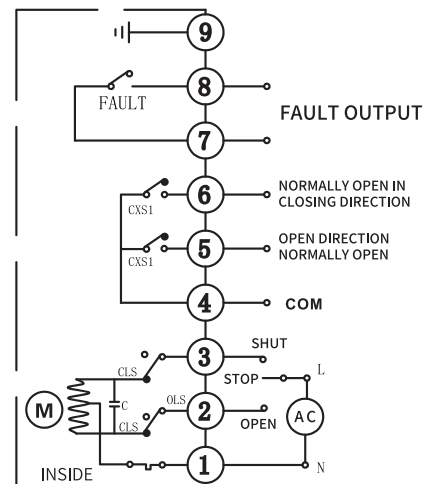 9
8
FAULT
FAULT OUTPUT
7
6
NORMALLY OPEN IN
CLOSING DIRECTION
CXS1
5
OPEN DIRECTION
NORMALLY OPEN
CXS1
4
COM
3
SHUT
CLS
STOP
L
M
C
OLS
2
AC
CLS
OPEN
1
N
INSIDE